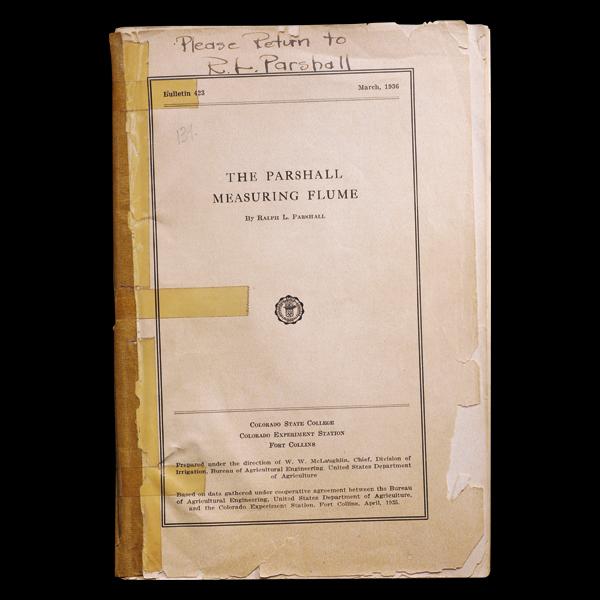 Please return to
R. L. Parshall
Bulletin 423
March, 1936
134.
THE PARSHALL
MEASURING FLUME
By Ralph L. Parshall
Colorado State College
Colorado Experiment Station
Fort Collins
Prepared under the direction of W. W. McLaughlin, Chief, Division of
Irrigation, Bureau of Agricultural Engineering, United States Department
of Agriculture
Based on data gathered under cooperative agreement between the Bureau
of Agricultural Engineering, United States Department of Agriculture,
and the Colorado Experiment Station, Fort Collins, April, 1935.